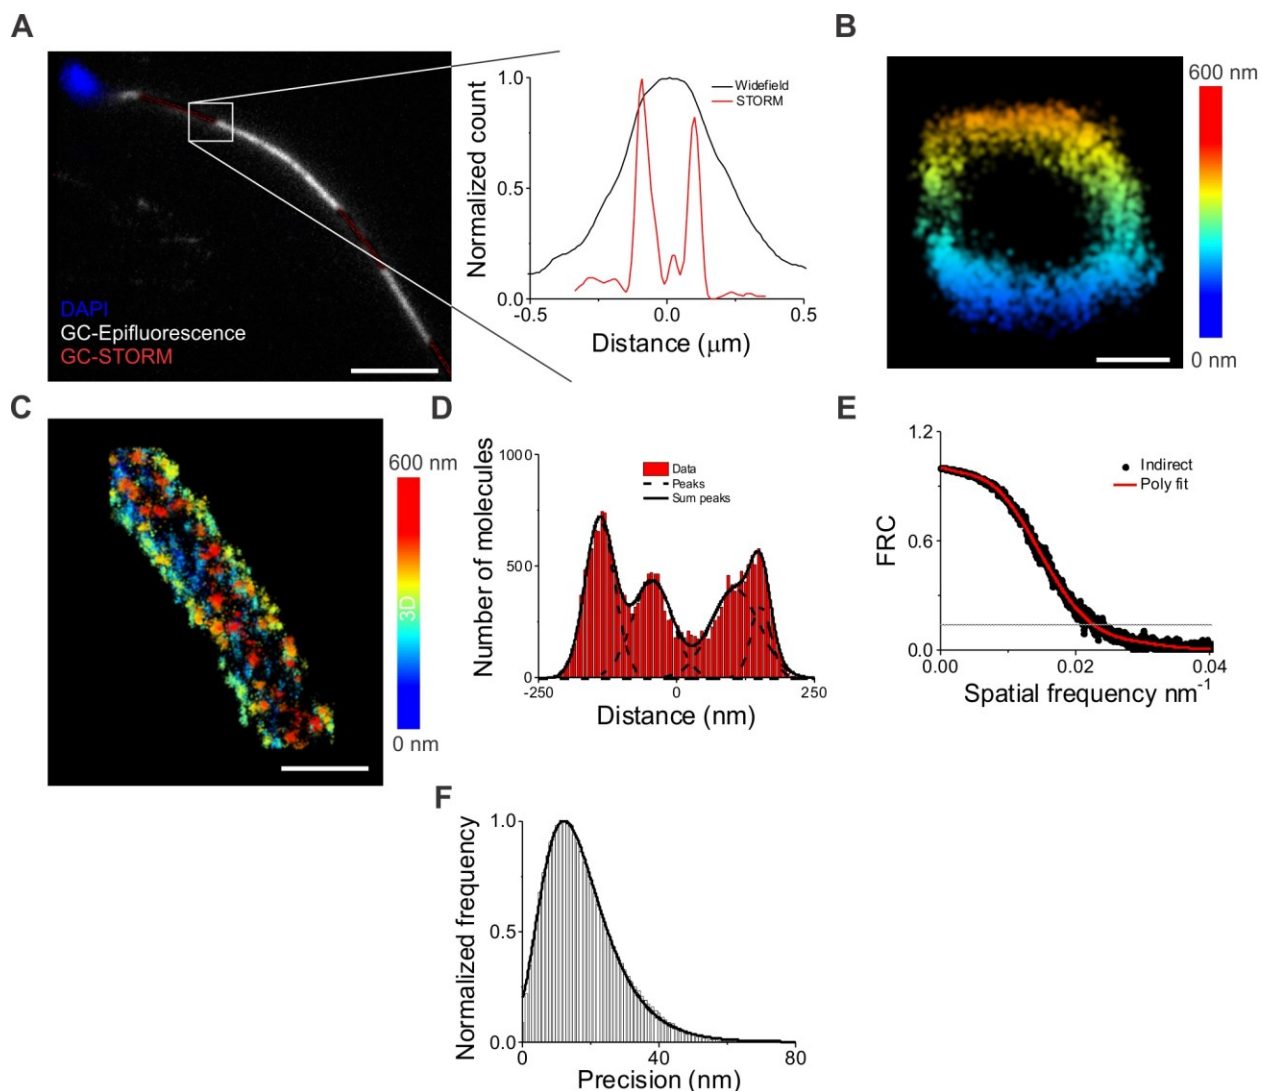 A
DAPI
GC-Epifluorescence
GC-STORM
Normalized count
1.0
0.5
0.0
-0.5
0.0
0.5
Distance (μm)
Widefield
STORM
B
600 nm
0 nm
C
600 nm
3D
0 nm
D
Number of molecules
1000
500
0
-250
0
250
Distance (nm)
Data
Peaks
Sum peaks
E
FRC
1.2
0.6
0.0
0.00
0.02
0.04
Spatial frequency nm⁻¹
Indirect
Poly fit
F
Normalized frequency
1.0
0.5
0.0
0
40
80
Precision (nm)